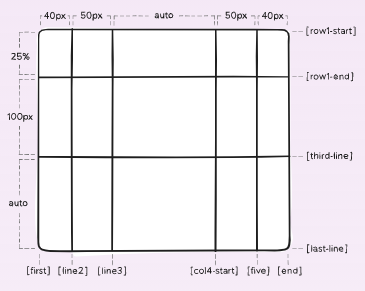 40px 50px auto 50px 40px
[row1-start]
25%
[row1-end]
100px
[third-line]
auto
[last-line]
[first] [line2] [line3] [col4-start] [five] [end]